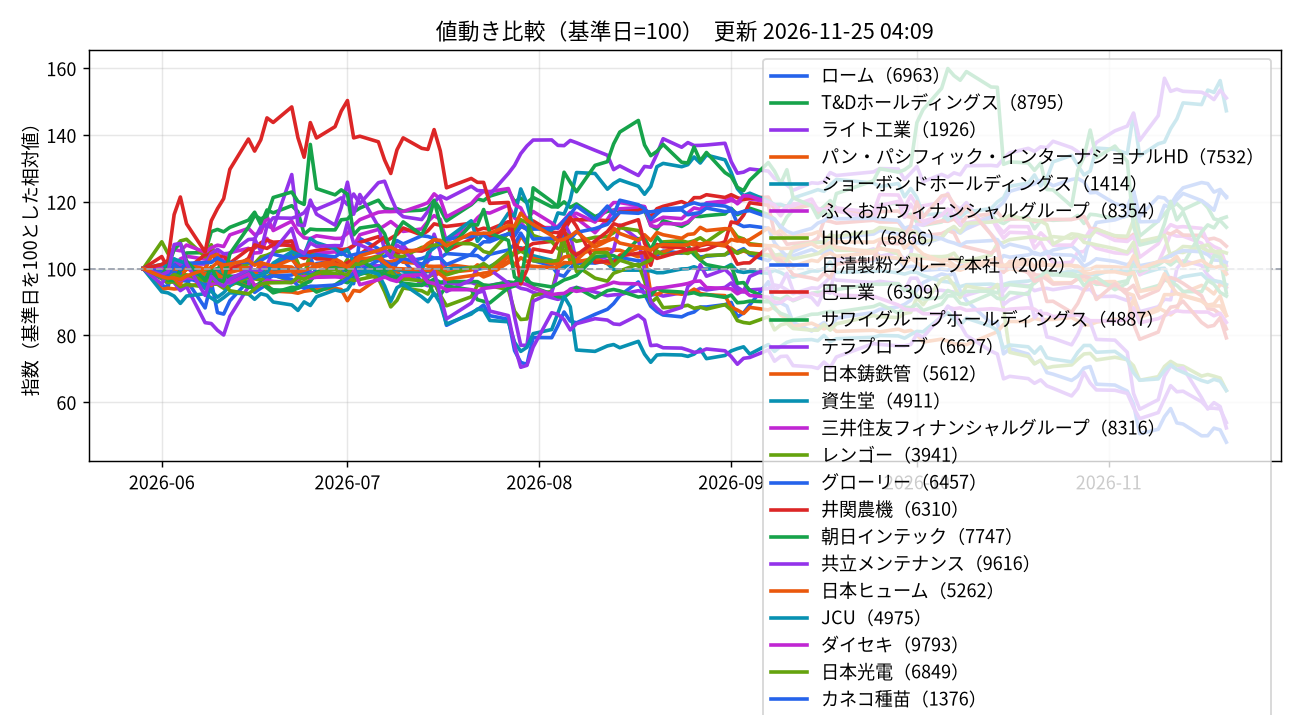 値動き比較（基準日=100） 更新 2026-11-25 04:09
指数（基準日を100とした相対値）
160
140
120
100
80
60
2026-06
2026-07
2026-08
2026-09
2026-11
ローム（6963）
T&Dホールディングス（8795）
ライト工業（1926）
パン・パシフィック・インターナショナルHD（7532）
ショーボンドホールディングス（1414）
ふくおかフィナンシャルグループ（8354）
HIOKI（6866）
日清製粉グループ本社（2002）
巴工業（6309）
サワイグループホールディングス（4887）
テラプローブ（6627）
日本鋳鉄管（5612）
資生堂（4911）
三井住友フィナンシャルグループ（8316）
レンゴー（3941）
グローリー（6457）
井関農機（6310）
朝日インテック（7747）
共立メンテナンス（9616）
日本ヒューム（5262）
JCU（4975）
ダイセキ（9793）
日本光電（6849）
カネコ種苗（1376）